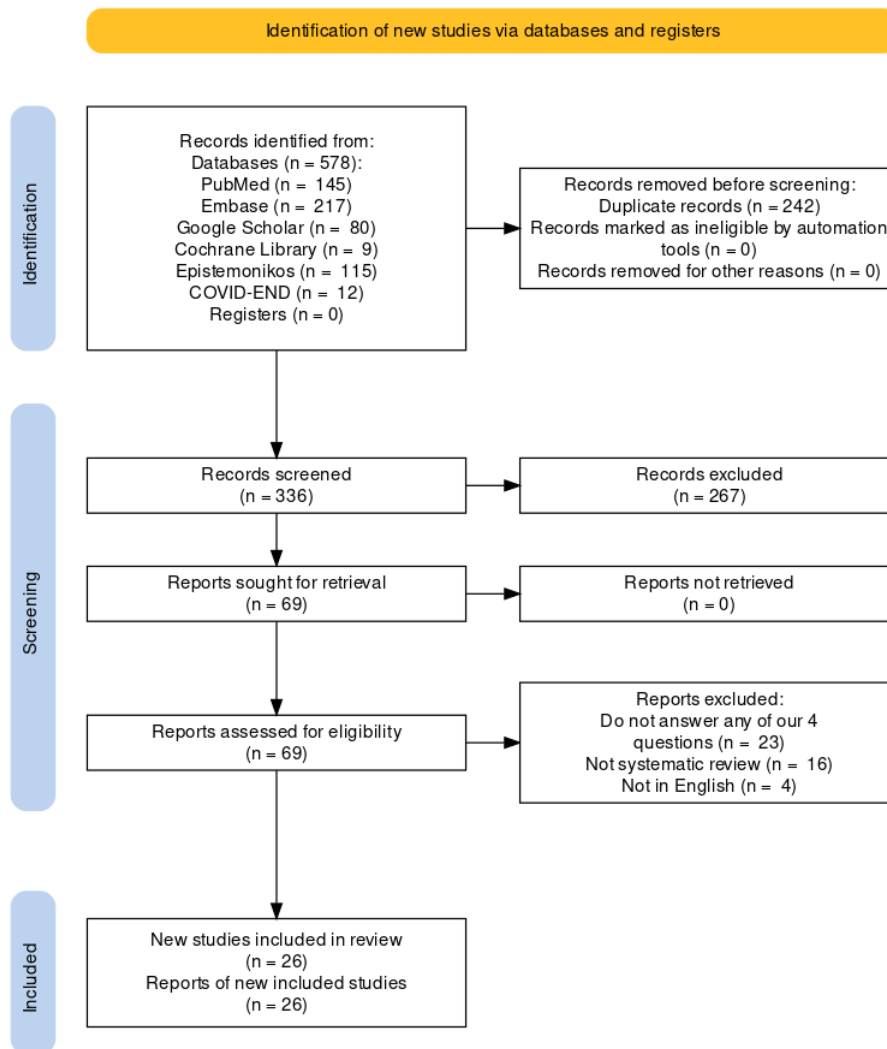 Identification of new studies via databases and registers
Identification
Records identified from:
Databases (n = 578):
PubMed (n = 145)
Embase (n = 217)
Google Scholar (n = 80)
Cochrane Library (n = 9)
Epistemonikos (n = 115)
COVID-END (n = 12)
Registers (n = 0)
Records removed before screening:
Duplicate records (n = 242)
Records marked as ineligible by automation
tools (n = 0)
Records removed for other reasons (n = 0)
Screening
Records screened
(n = 336)
Records excluded
(n = 267)
Reports sought for retrieval
(n = 69)
Reports not retrieved
(n = 0)
Reports assessed for eligibility
(n = 69)
Reports excluded:
Do not answer any of our 4
questions (n = 23)
Not systematic review (n = 16)
Not in English (n = 4)
Included
New studies included in review
(n = 26)
Reports of new included studies
(n = 26)